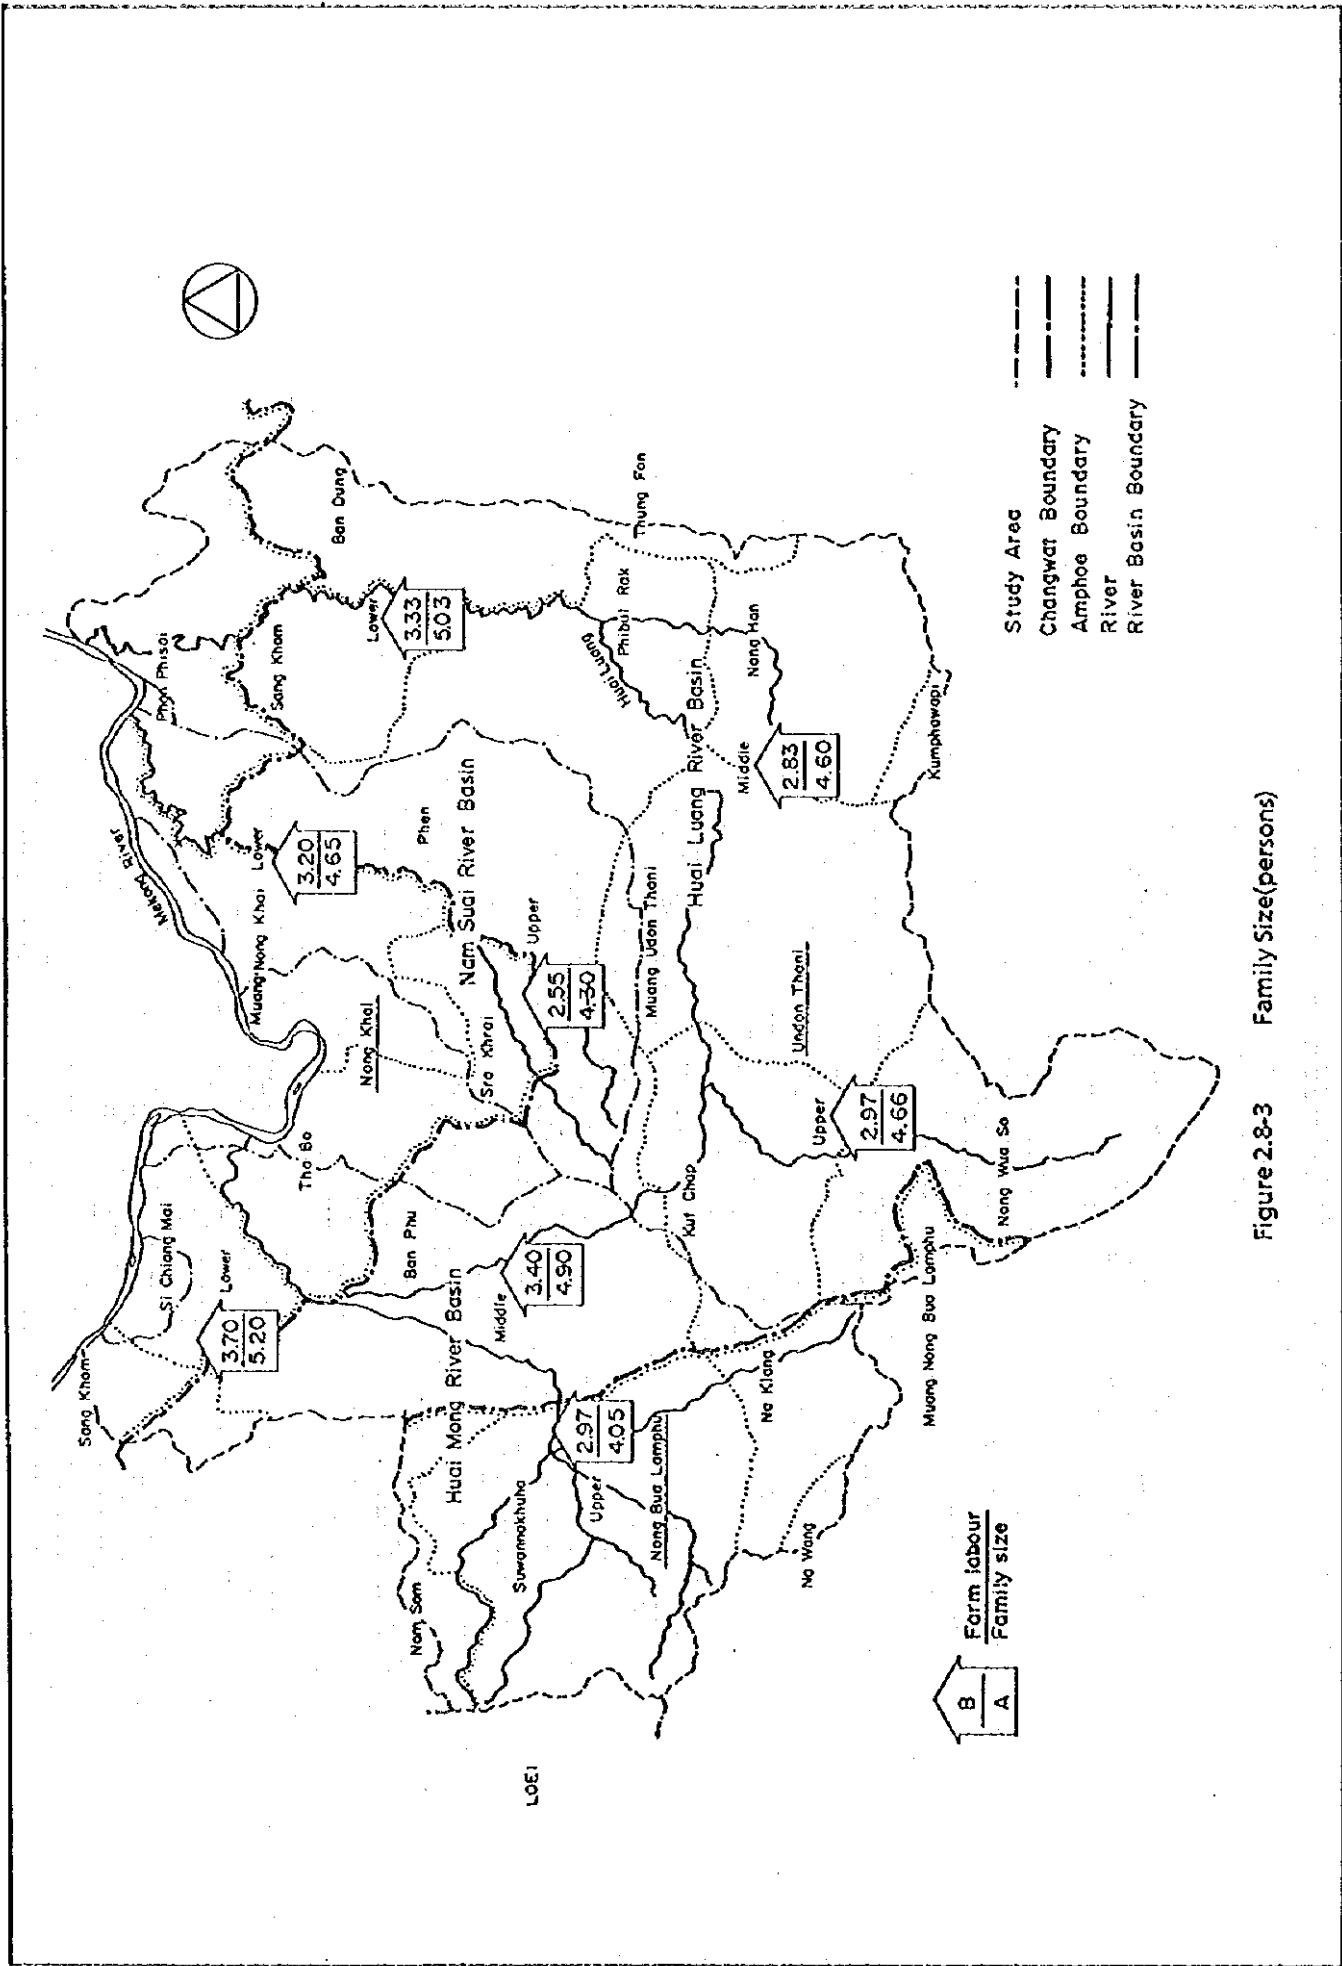 Sang Khom
Si Chiang Mai
Lower
3.70
5.20
Tha Bo
Mekong River
Muang Nong Khai
Lower
3.20
4.65
Nong Khai
Phon Phisai
Sang Khom
Ban Dung
Lower
3.33
5.03
Phen
Nam Suai River Basin
Upper
2.55
4.30
Sra Khrai
Ban Phu
Huai Mong River Basin
Middle
3.40
4.90
Nam Som
Suwannakhuha
Upper
2.97
4.05
Nong Bua Lamphu
LOEI
Na Klang
Na Wang
Muang Nong Bua Lamphu
Kut Chap
Muang Udon Thani
Huai Luang River Basin
Huai Luang
Phibul Rak
Thung Fon
Nong Han
Middle
2.83
4.60
Undon Thani
Upper
2.97
4.66
Nong Wua So
Kumphawapi
B
A
Farm labour
Family size
Study Area
Changwat Boundary
Amphoe Boundary
River
River Basin Boundary
Figure 2.8-3 Family Size(persons)